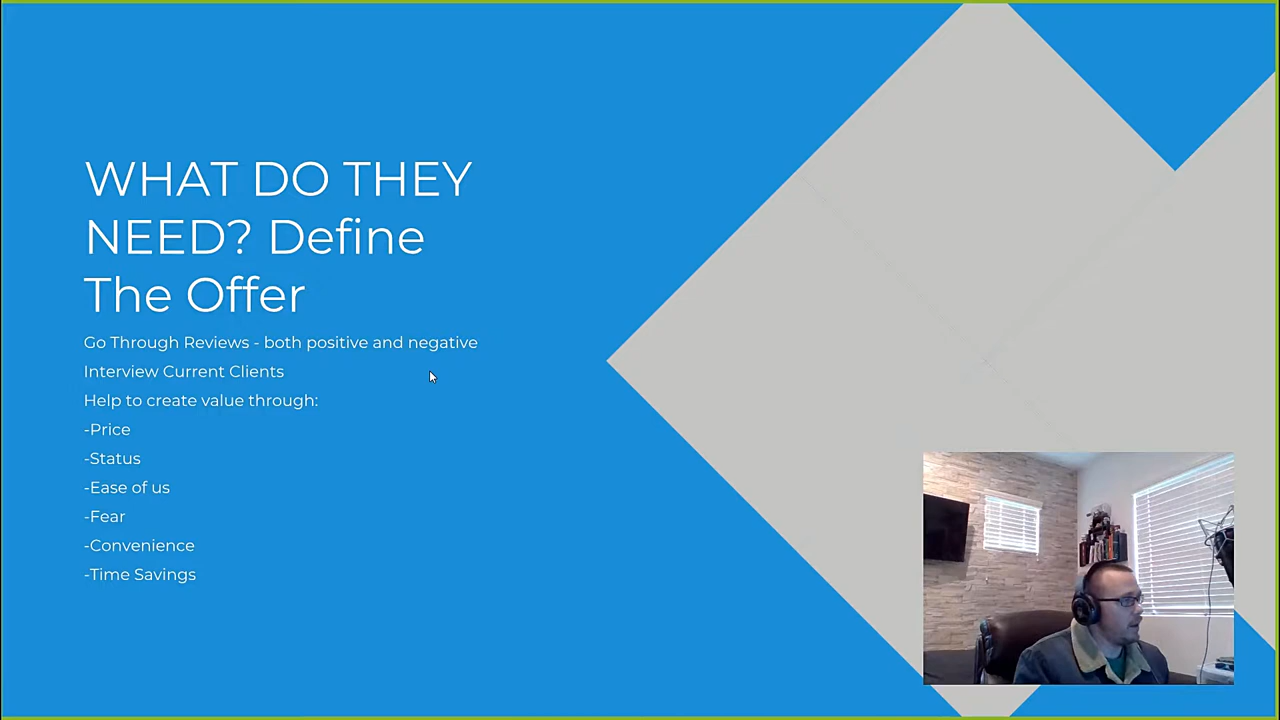 WHAT DO THEY
NEED? Define
The Offer
Go Through Reviews - both positive and negative
Interview Current Clients
Help to create value through:
-Price
-Status
-Ease of us
-Fear
-Convenience
-Time Savings